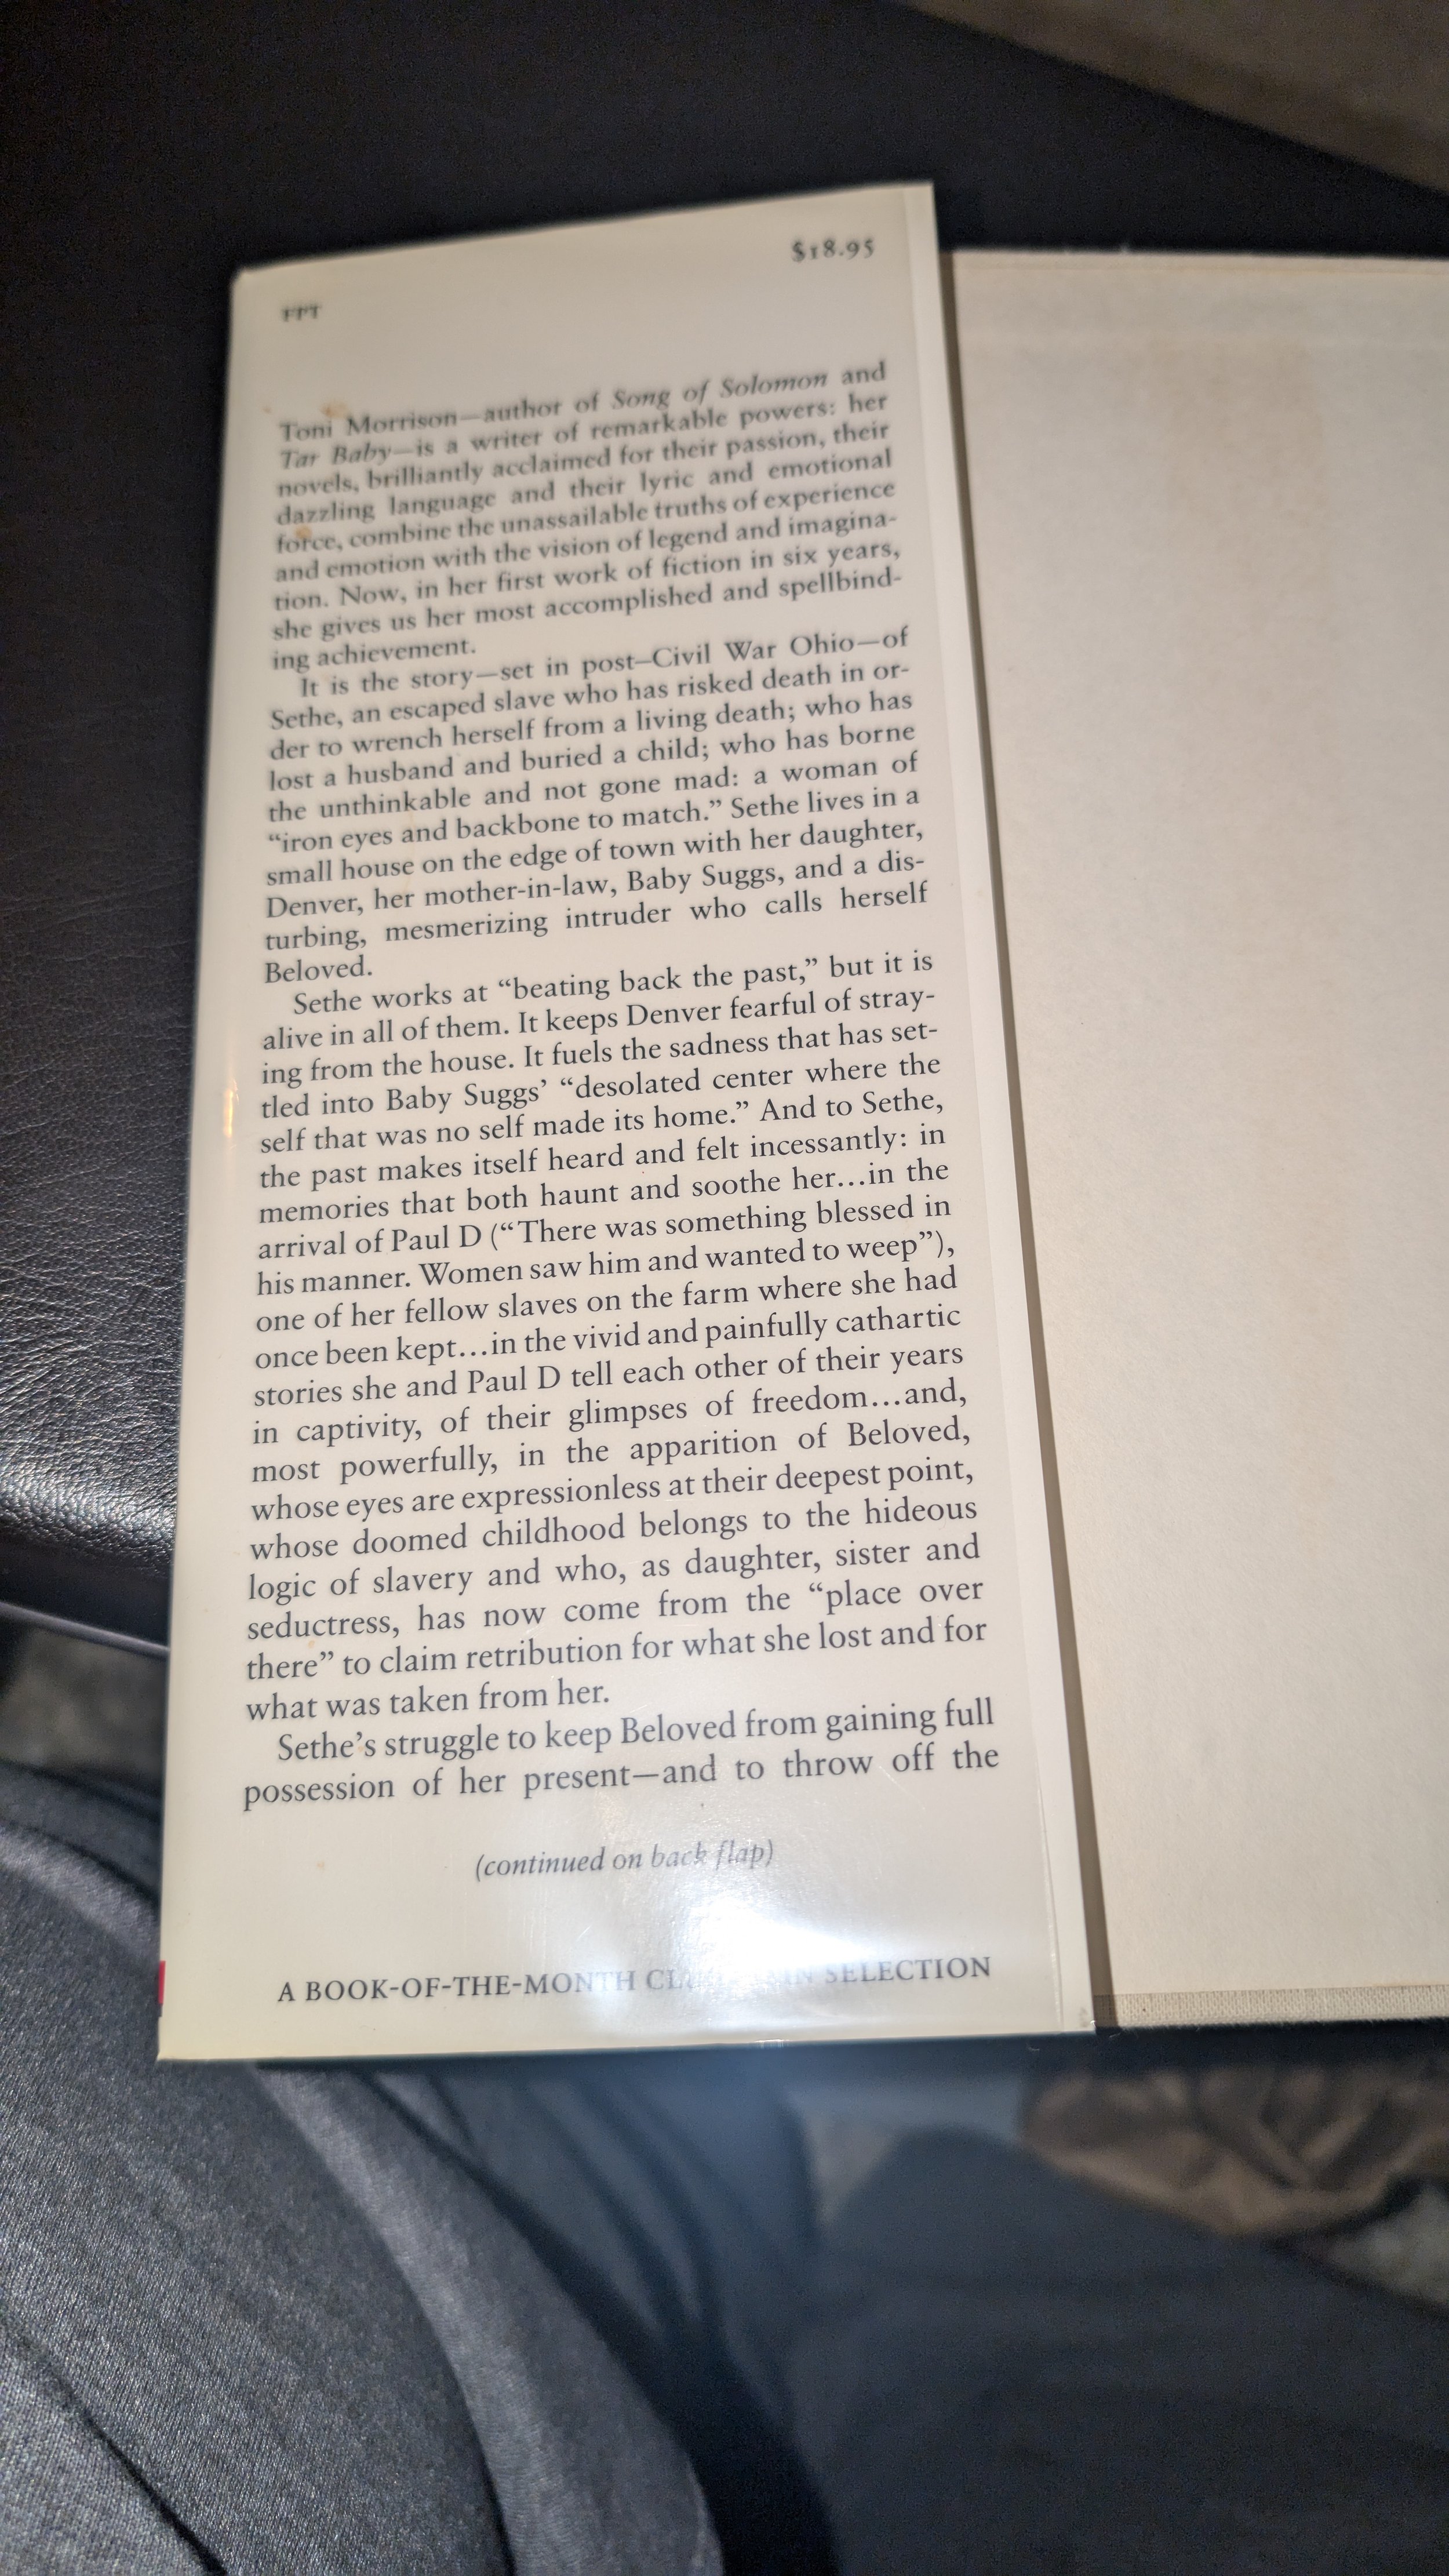 $18.95
FPT
Toni Morrison—author of Song of Solomon and
Tar Baby—is a writer of remarkable powers: her
novels, brilliantly acclaimed for their passion, their
dazzling language and their lyric and emotional
force, combine the unassailable truths of experience
and emotion with the vision of legend and imagina-
tion. Now, in her first work of fiction in six years,
she gives us her most accomplished and spellbind-
ing achievement.
It is the story—set in post–Civil War Ohio—of
Sethe, an escaped slave who has risked death in or-
der to wrench herself from a living death; who has
lost a husband and buried a child; who has borne
the unthinkable and not gone mad: a woman of
“iron eyes and backbone to match.” Sethe lives in a
small house on the edge of town with her daughter,
Denver, her mother-in-law, Baby Suggs, and a dis-
turbing, mesmerizing intruder who calls herself
Beloved.
Sethe works at “beating back the past,” but it is
alive in all of them. It keeps Denver fearful of stray-
ing from the house. It fuels the sadness that has set-
tled into Baby Suggs’ “desolated center where the
self that was no self made its home.” And to Sethe,
the past makes itself heard and felt incessantly: in
memories that both haunt and soothe her...in the
arrival of Paul D (“There was something blessed in
his manner. Women saw him and wanted to weep”),
one of her fellow slaves on the farm where she had
once been kept...in the vivid and painfully cathartic
stories she and Paul D tell each other of their years
in captivity, of their glimpses of freedom...and,
most powerfully, in the apparition of Beloved,
whose eyes are expressionless at their deepest point,
whose doomed childhood belongs to the hideous
logic of slavery and who, as daughter, sister and
seductress, has now come from the “place over
there” to claim retribution for what she lost and for
what was taken from her.
Sethe’s struggle to keep Beloved from gaining full
possession of her present—and to throw off the
(continued on back flap)
A BOOK-OF-THE-MONTH SELECTION